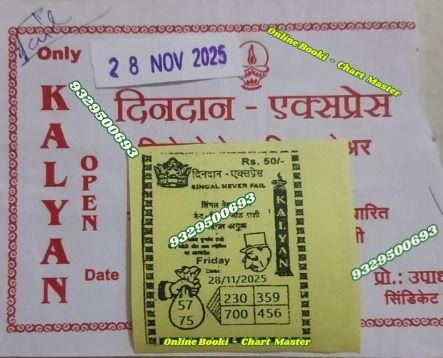 Only
28 NOV 2025
Online Booki - Chart Master
KALYAN
OPEN
दिनदान - एक्सप्रेस
9329500693
9329500693
9329500693
9329500693
Rs. 50/-
दिनदान - एक्सप्रेस
SINGAL NEVER FAIL
KALYAN
Friday
Date:
28/11/2025
57
75
230 359
700 456
Date
प्रो.: उपाध
सिंडिकेट
Online Booki - Chart Master